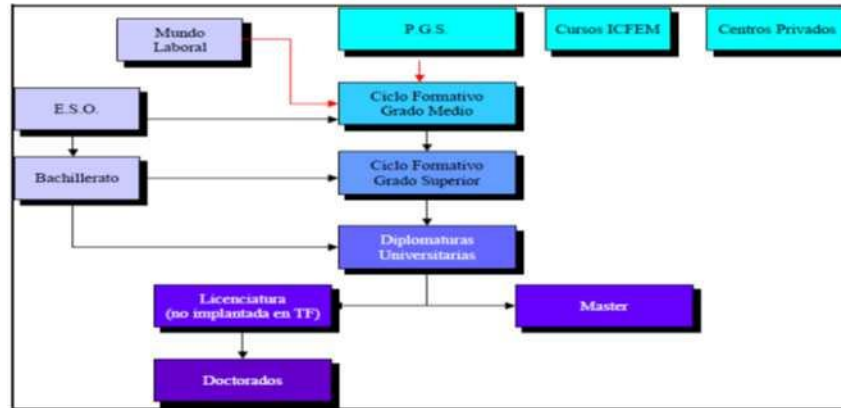 Mundo
Laboral
P.G.S.
Cursos ICFEM
Centros Privados
E.S.O.
Ciclo Formativo
Grado Medio
Bachillerato
Ciclo Formativo
Grado Superior
Diplomaturas
Universitarias
Licenciatura
(no implantada en TF)
Master
Doctorados